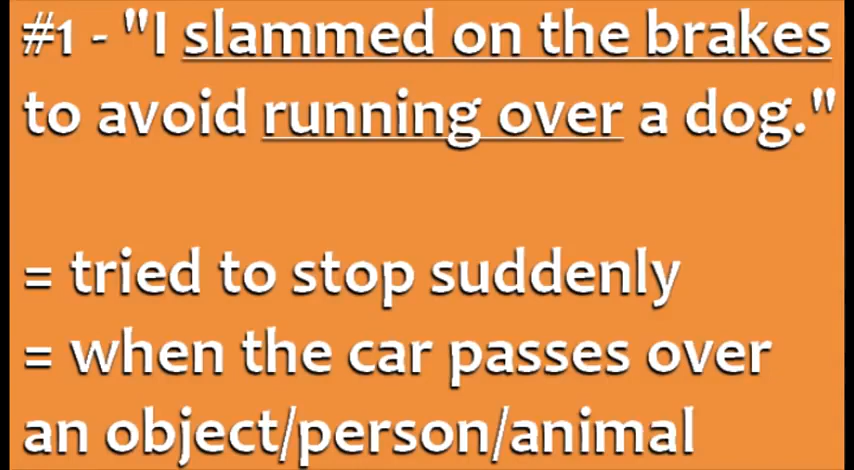 #1 - "I slammed on the brakes
to avoid running over a dog."
= tried to stop suddenly
= when the car passes over
an object/person/animal